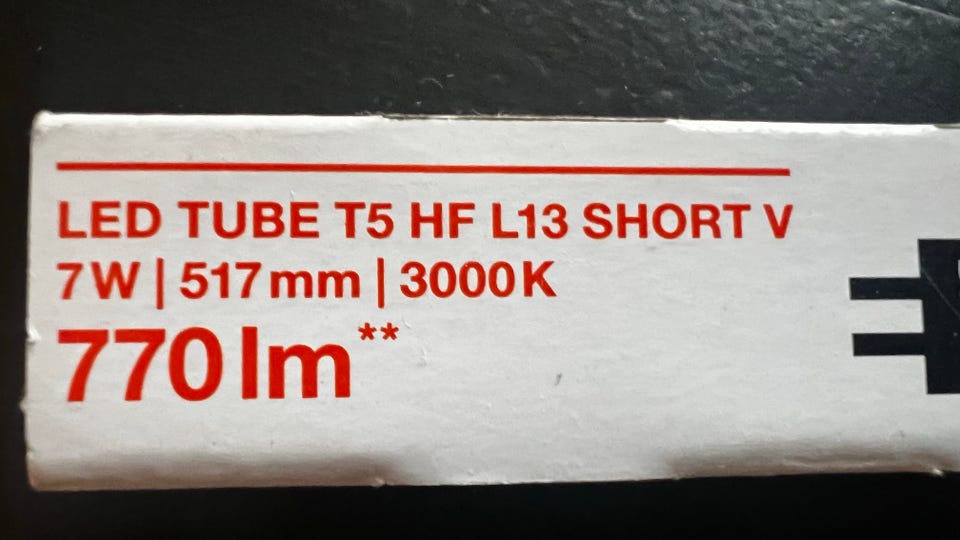 LED TUBE T5 HF L13 SHORT V
7W | 517mm | 3000K
770lm**